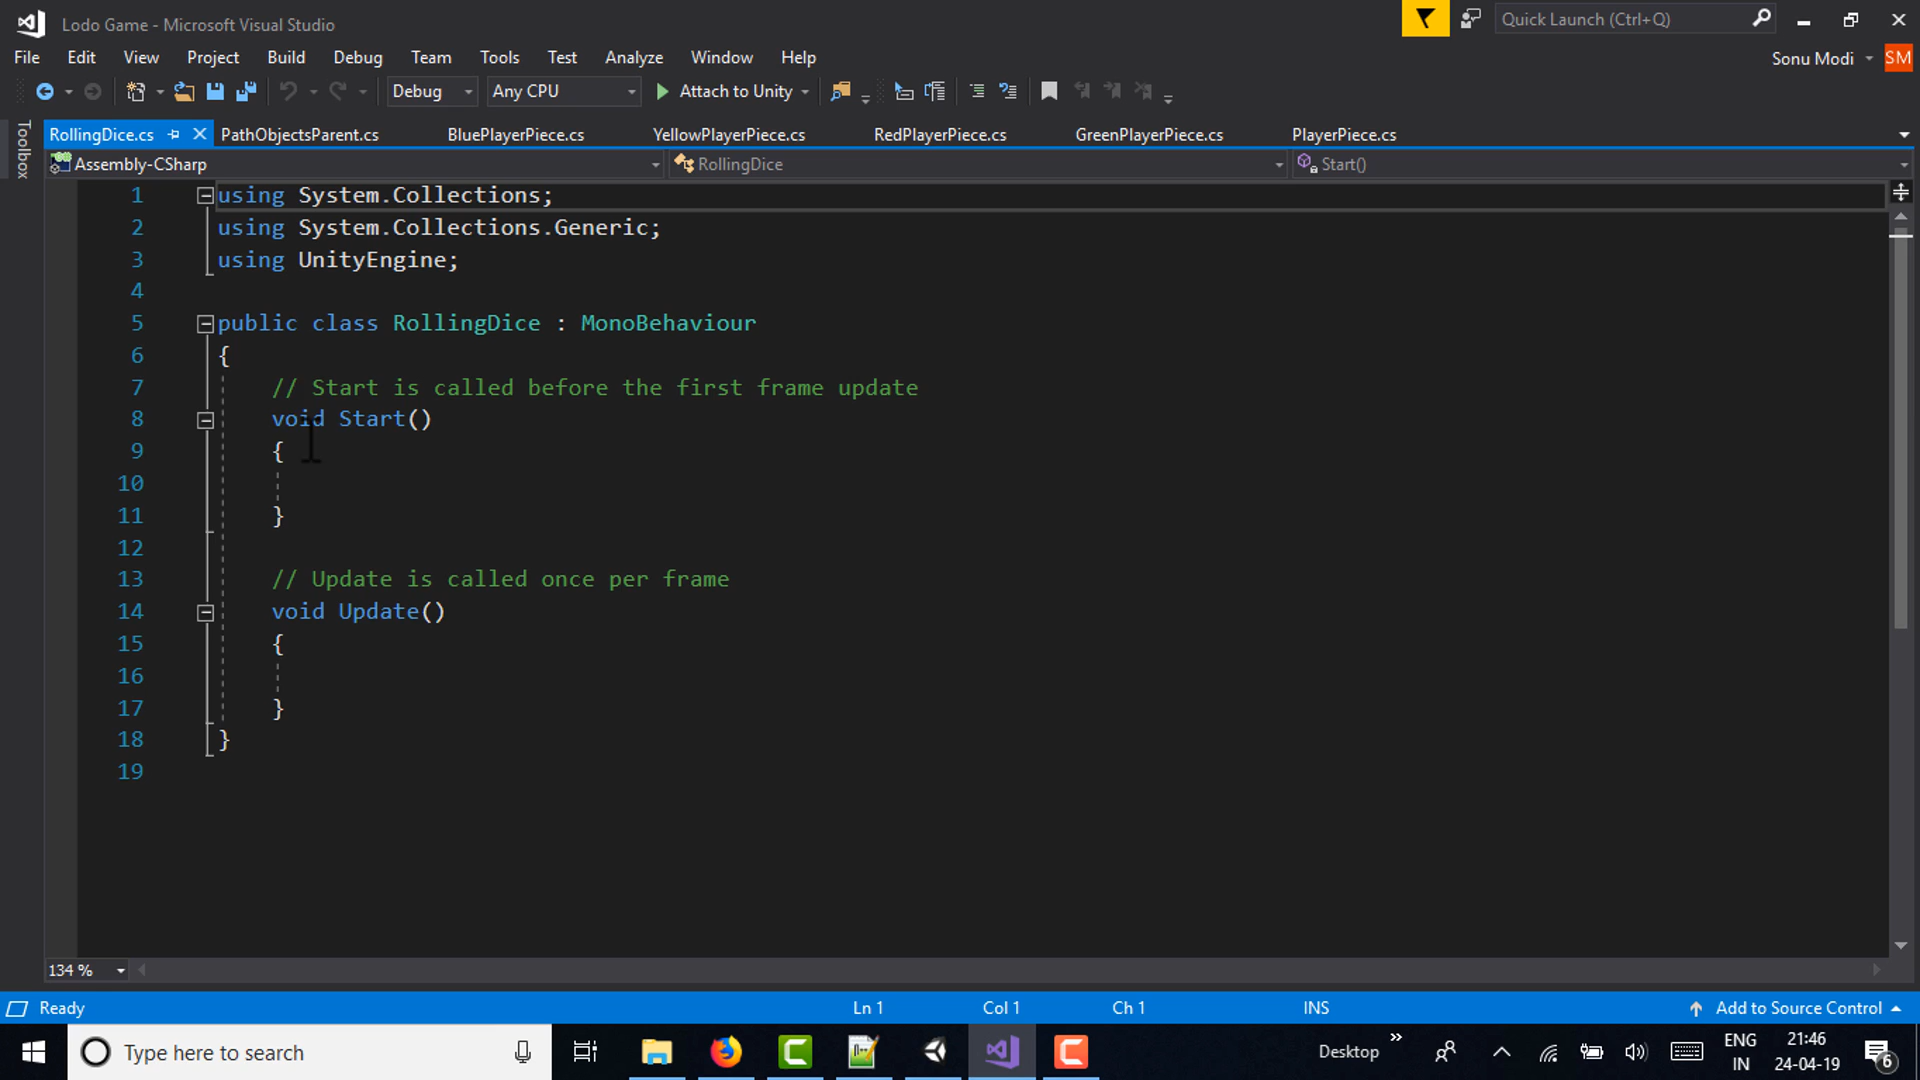 Lodo Game - Microsoft Visual Studio
Quick Launch (Ctrl+Q)
File Edit View Project Build Debug Team Tools Test Analyze Window Help
Sonu Modi SM
Debug Any CPU Attach to Unity
Toolbox
RollingDice.cs PathObjectsParent.cs BluePlayerPiece.cs YellowPlayerPiece.cs RedPlayerPiece.cs GreenPlayerPiece.cs PlayerPiece.cs
Assembly-CSharp RollingDice Start()
1 using System.Collections;
2 using System.Collections.Generic;
3 using UnityEngine;
4
5 public class RollingDice : MonoBehaviour
6 {
7 // Start is called before the first frame update
8 void Start()
9 {
10
11 }
12
13 // Update is called once per frame
14 void Update()
15 {
16
17 }
18 }
19
134 %
Ready Ln 1 Col 1 Ch 1 INS Add to Source Control
Type here to search Desktop » ENG 21:46
IN 24-04-19 6